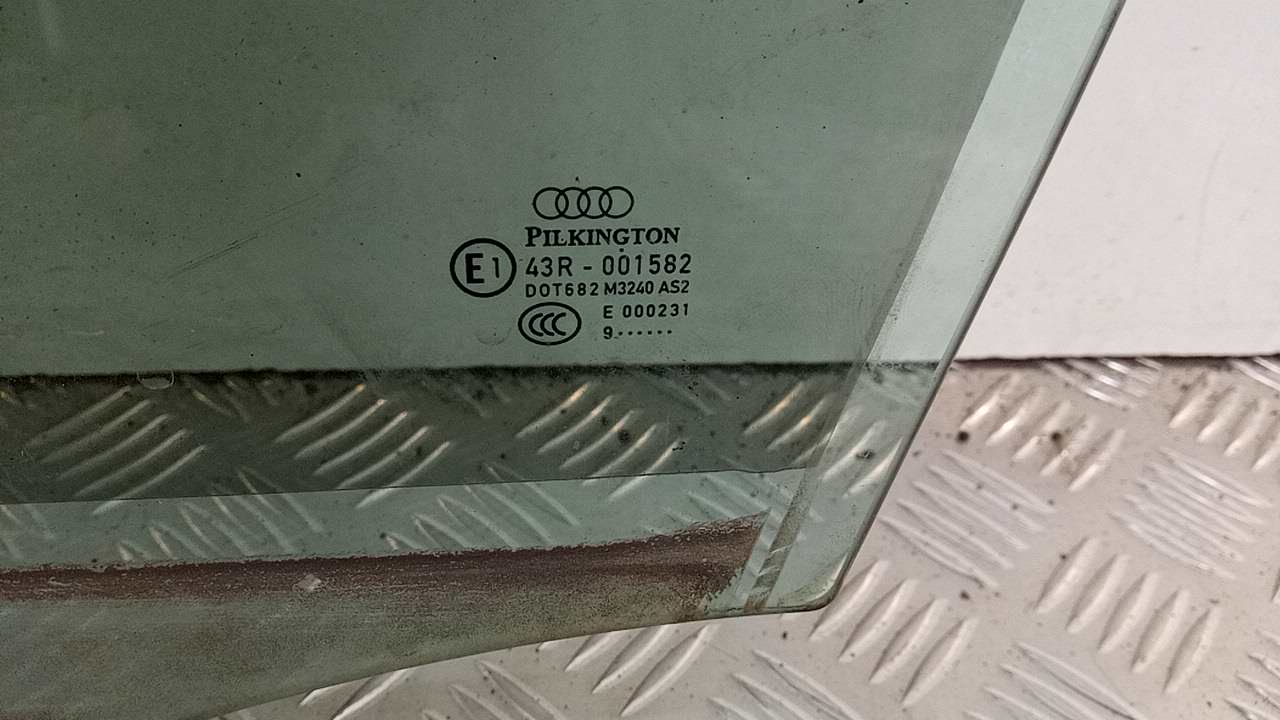 PILKINGTON
E1 43R - 001582
DOT682 M3240 AS2
CCC E 000231
9······